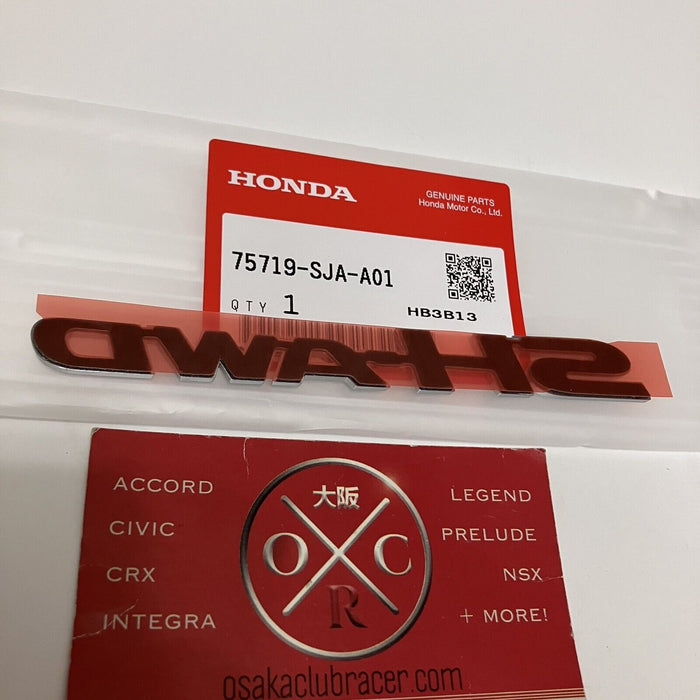 HONDA
GENUINE PARTS
Honda Motor Co., Ltd.
75719-SJA-A01
QTY 1
HB3B13
SH-AWD
ACCORD
CIVIC
CRX
INTEGRA
大阪
O C
R
LEGEND
PRELUDE
NSX
+ MORE!
osakaclubracer.com